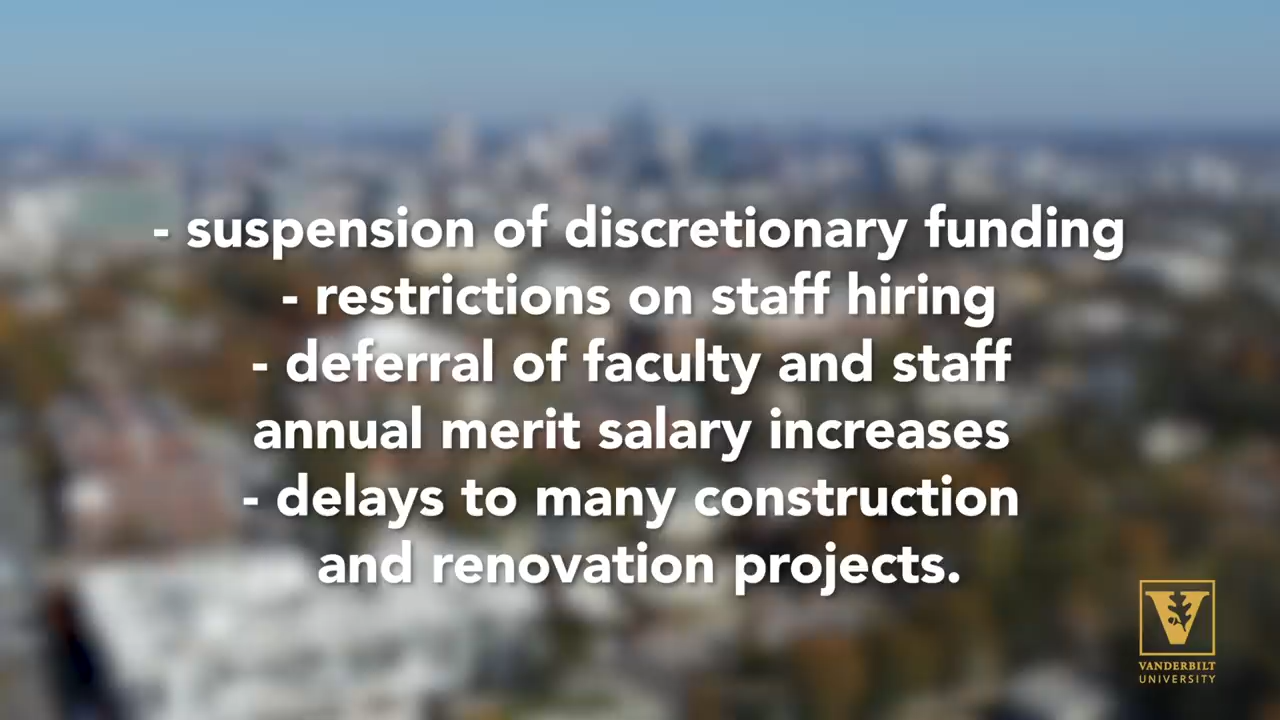 - suspension of discretionary funding
- restrictions on staff hiring
- deferral of faculty and staff
annual merit salary increases
- delays to many construction
and renovation projects.
V
VANDERBILT
UNIVERSITY